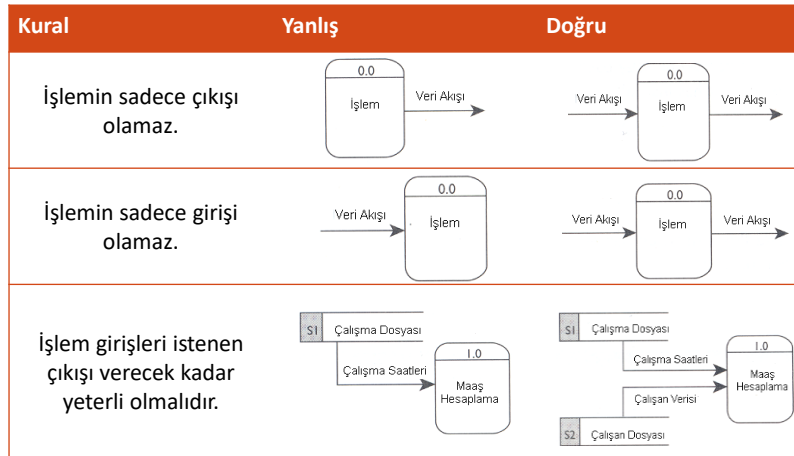 Kural Yanlış Doğru
İşlemin sadece çıkışı
olamaz.
0.0
İşlem
Veri Akışı
Veri Akışı
0.0
İşlem
Veri Akışı
İşlemin sadece girişi
olamaz.
Veri Akışı
0.0
İşlem
Veri Akışı
0.0
İşlem
Veri Akışı
İşlem girişleri istenen
çıkışı verecek kadar
yeterli olmalıdır.
S1 Çalışma Dosyası
Çalışma Saatleri
1.0
Maaş
Hesaplama
S1 Çalışma Dosyası
Çalışma Saatleri
1.0
Maaş
Hesaplama
Çalışan Verisi
S2 Çalışan Dosyası